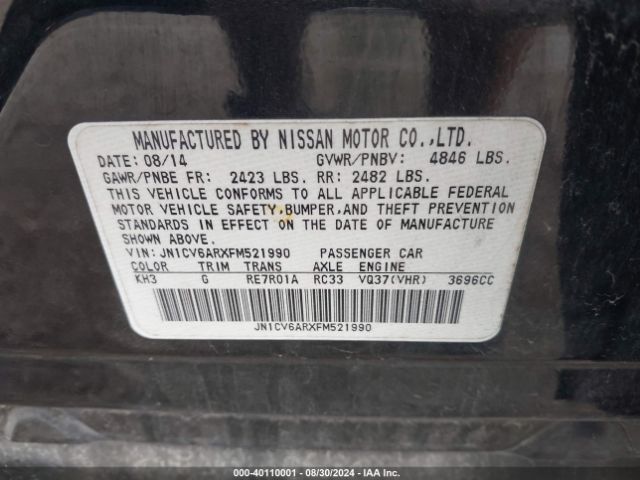 MANUFACTURED BY NISSAN MOTOR CO.,LTD.
DATE: 08/14 GVWR/PNBV: 4846 LBS.
GAWR/PNBE FR: 2423 LBS. RR: 2482 LBS.
THIS VEHICLE CONFORMS TO ALL APPLICABLE FEDERAL
MOTOR VEHICLE SAFETY,BUMPER,AND THEFT PREVENTION
STANDARDS IN EFFECT ON THE DATE OF MANUFACTURE
SHOWN ABOVE.
VIN: JN1CV6ARXFM521990 PASSENGER CAR
COLOR TRIM TRANS AXLE ENGINE
KH3 G RE7R01A RC33 VQ37(VHR) 3696CC
JN1CV6ARXFM521990
000-40110001 - 08/30/2024 - IAA Inc.